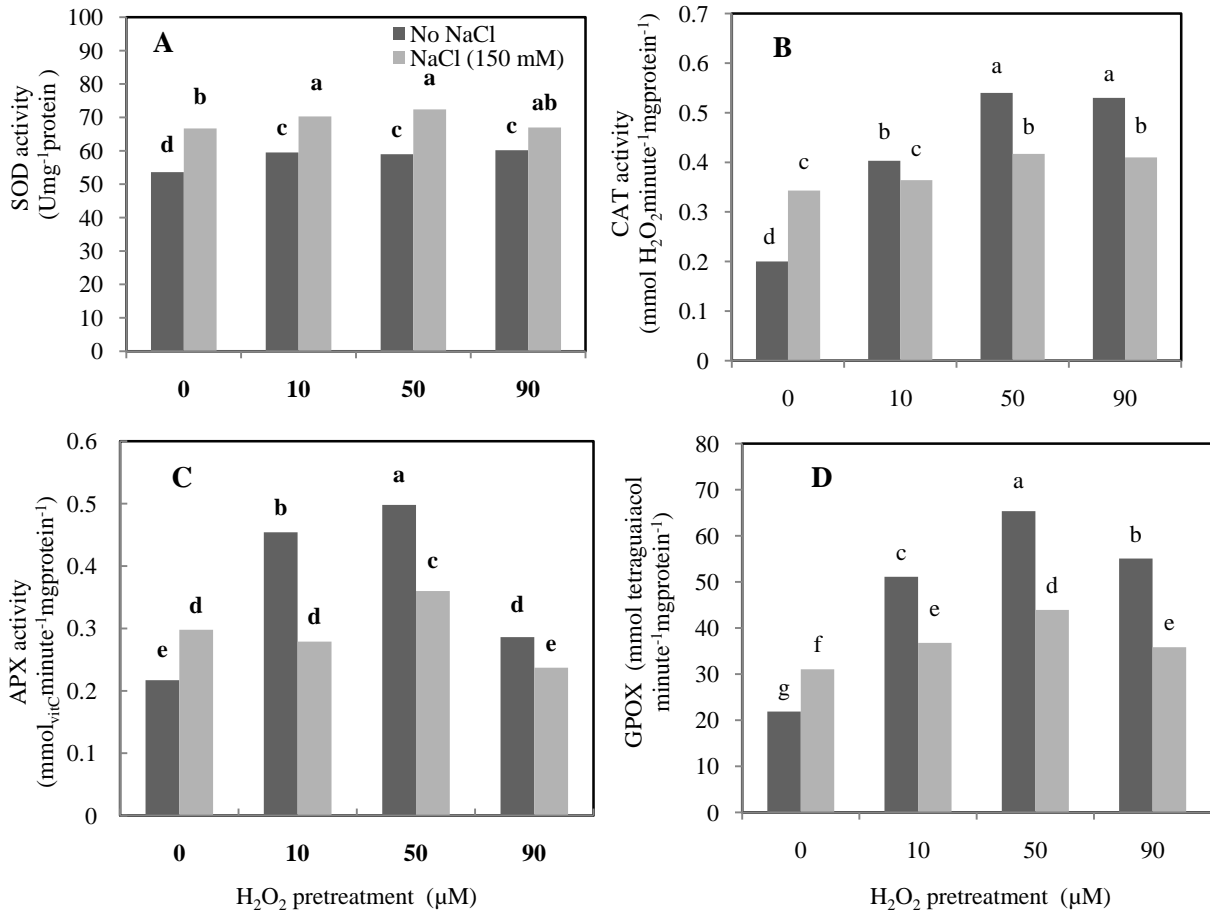 A
No NaCl
NaCl (150 mM)
SOD activity
(Umg⁻¹protein )
100
90
80
70
60
50
40
30
20
10
0
d
b
c
a
c
a
c
ab
0 10 50 90
B
CAT activity
(mmol H₂O₂minute⁻¹mgprotein⁻¹)
0.7
0.6
0.5
0.4
0.3
0.2
0.1
0
d
c
b
c
a
b
a
b
0 10 50 90
C
APX activity
(mmolvitCminute⁻¹mgprotein⁻¹)
0.6
0.5
0.4
0.3
0.2
0.1
0
e
d
b
d
a
c
d
e
0 10 50 90
H₂O₂ pretreatment (µM)
D
GPOX (mmol tetraguaiacol
minute⁻¹mgprotein⁻¹)
80
70
60
50
40
30
20
10
0
g
f
c
e
a
d
b
e
0 10 50 90
H₂O₂ pretreatment (µM)